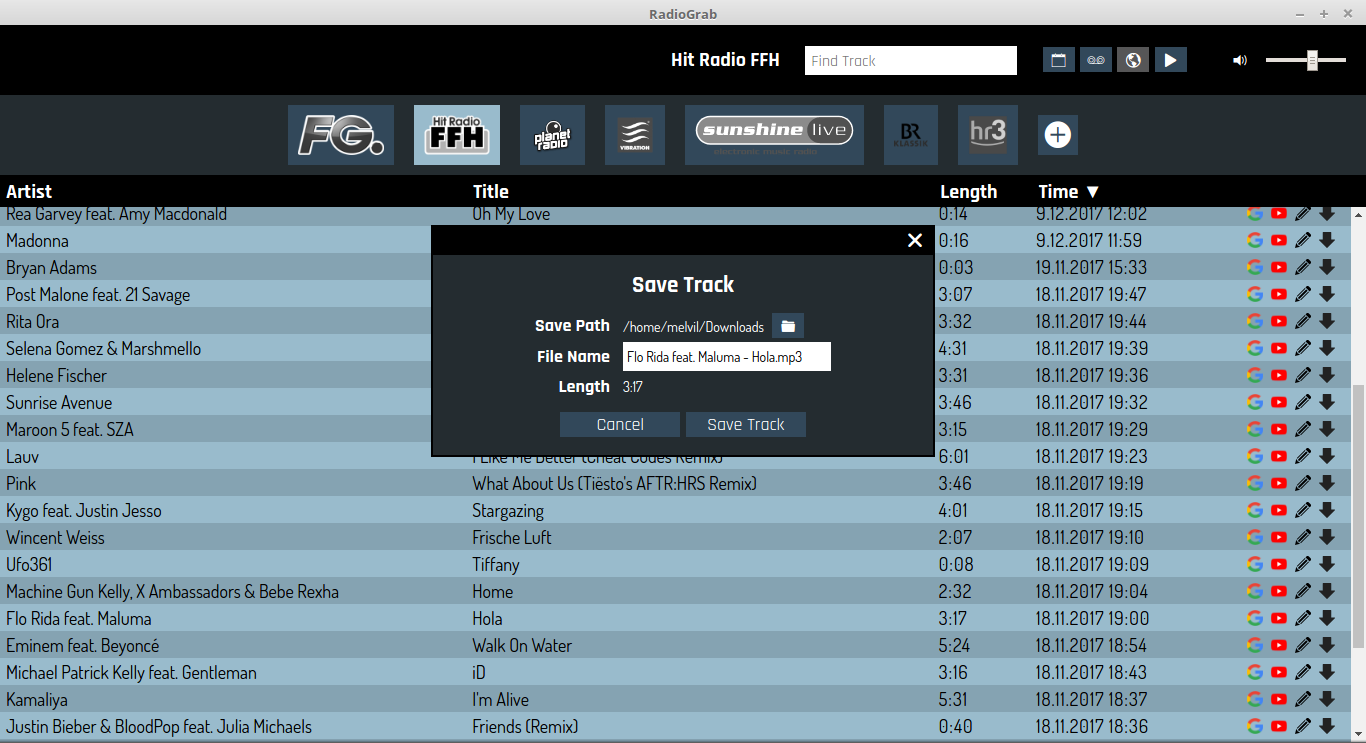 RadioGrab
Hit Radio FFH
Find Track
FG.
Hit Radio
FFH
planet
radio
VIBRATION
sunshine live
BR
KLASSIK
hr3
Artist Title Length Time ▼
Rea Garvey feat. Amy Macdonald Oh My Love 0:14 9.12.2017 12:02
Madonna 0:16 9.12.2017 11:59
Bryan Adams 0:03 19.11.2017 15:33
Post Malone feat. 21 Savage 3:07 18.11.2017 19:47
Rita Ora 3:32 18.11.2017 19:44
Selena Gomez & Marshmello 4:31 18.11.2017 19:39
Helene Fischer 3:31 18.11.2017 19:36
Sunrise Avenue 3:46 18.11.2017 19:32
Maroon 5 feat. SZA 3:15 18.11.2017 19:29
Lauv I Like Me Better (Cheat Codes Remix) 6:01 18.11.2017 19:23
Pink What About Us (Tiësto's AFTR:HRS Remix) 3:46 18.11.2017 19:19
Kygo feat. Justin Jesso Stargazing 4:01 18.11.2017 19:15
Wincent Weiss Frische Luft 2:07 18.11.2017 19:10
Ufo361 Tiffany 0:08 18.11.2017 19:09
Machine Gun Kelly, X Ambassadors & Bebe Rexha Home 2:32 18.11.2017 19:04
Flo Rida feat. Maluma Hola 3:17 18.11.2017 19:00
Eminem feat. Beyoncé Walk On Water 5:24 18.11.2017 18:54
Michael Patrick Kelly feat. Gentleman iD 3:16 18.11.2017 18:43
Kamaliya I'm Alive 5:31 18.11.2017 18:37
Justin Bieber & BloodPop feat. Julia Michaels Friends (Remix) 0:40 18.11.2017 18:36
Save Track
Save Path /home/melvil/Downloads
File Name Flo Rida feat. Maluma - Hola.mp3
Length 3:17
Cancel Save Track